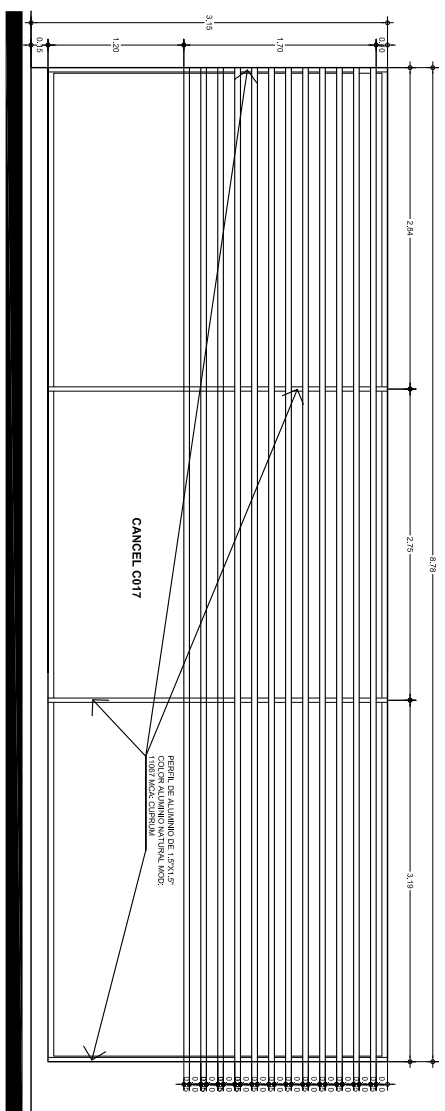 8.78
2.84
2.75
3.19
0.10
1.70
3.15
1.20
0.15
CANCEL C017
PERFIL DE ALUMINIO DE 1.5"X1.5"
COLOR ALUMINIO NATURAL MOD:
11067 MCA: CUPRUM